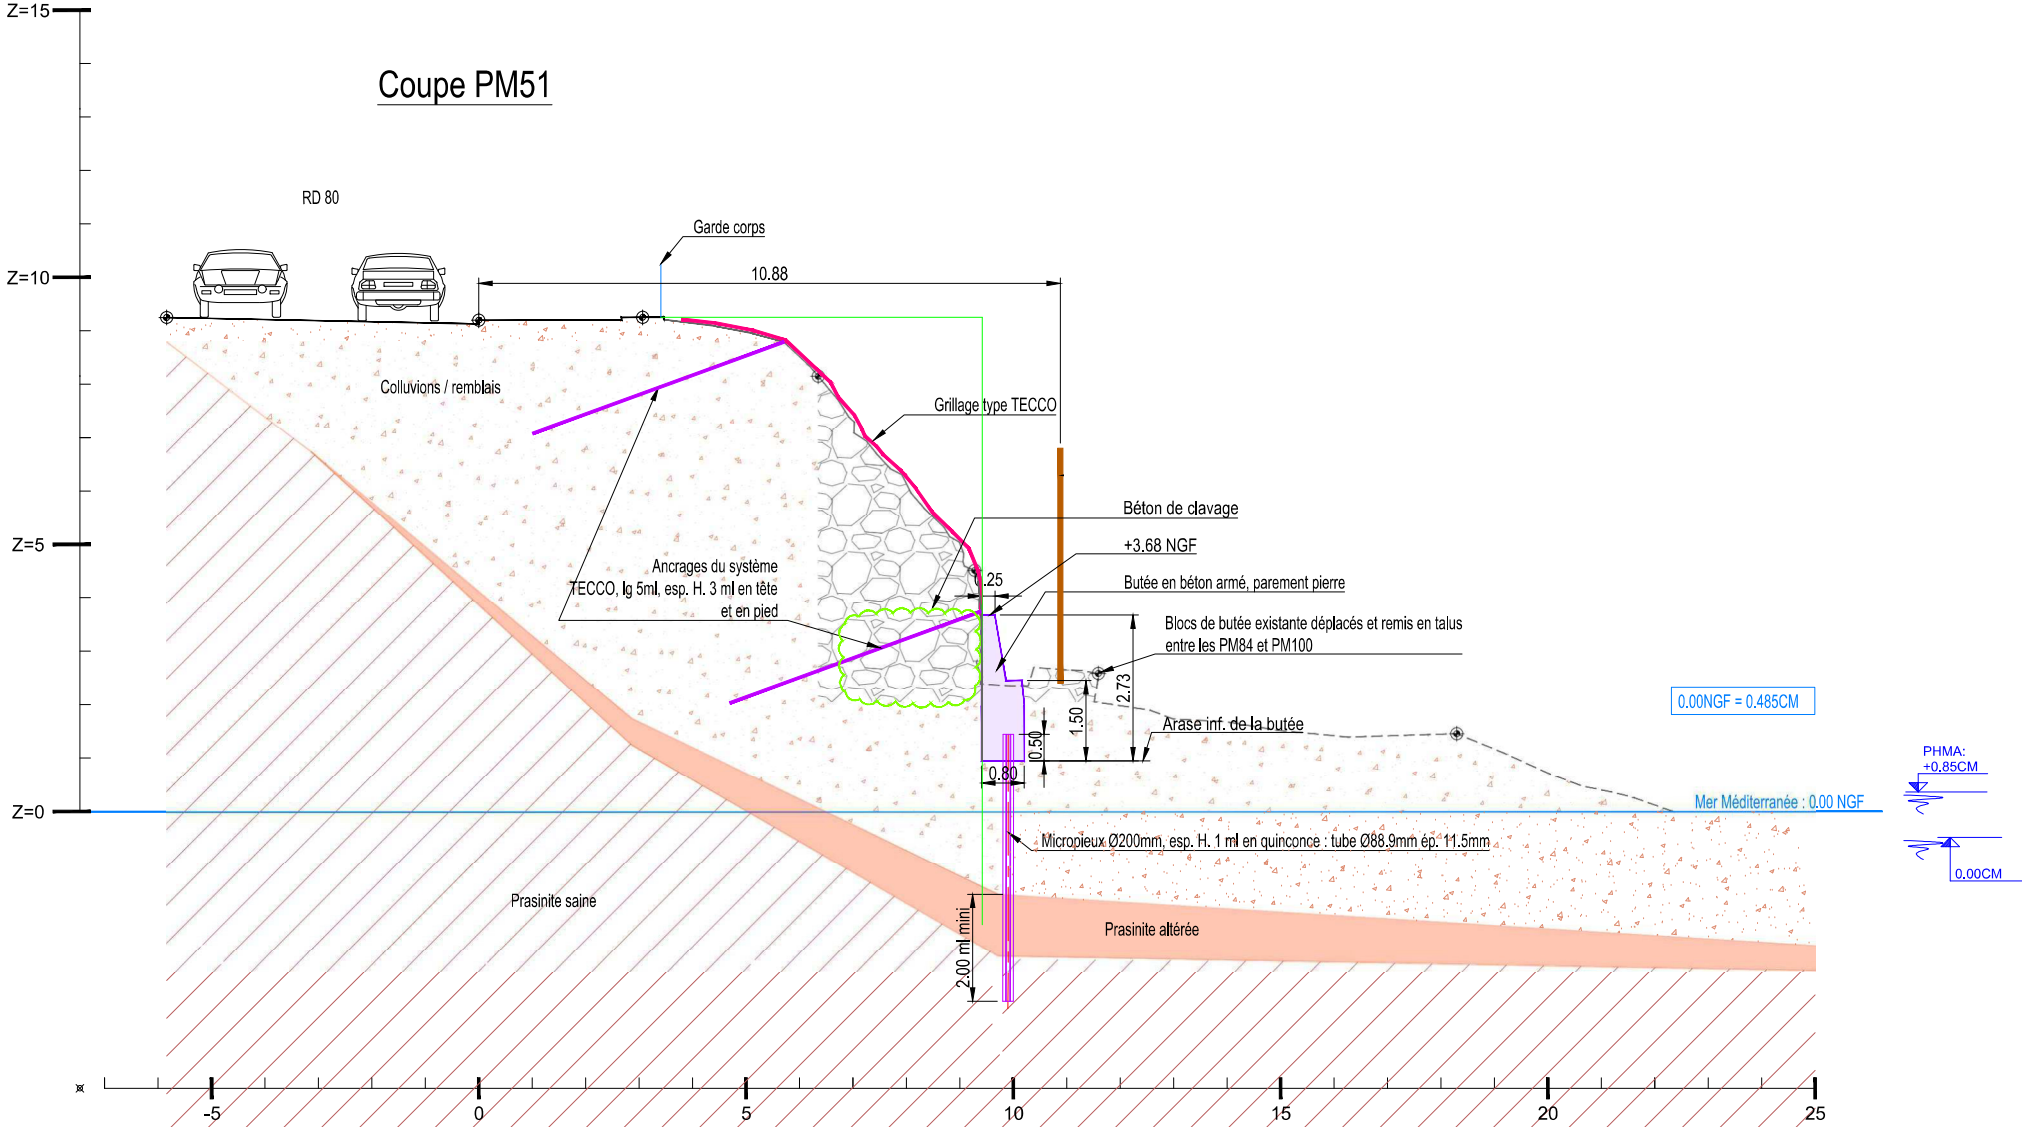 Z=15
Coupe PM51
RD 80
Garde corps
Z=10
10.88
Colluvions / remblais
Grillage type TECCO
Béton de clavage
Z=5
+3.68 NGF
Ancrages du système
TECCO, lg 5ml, esp. H. 3 ml en tête
et en pied
.25
Butée en béton armé, parement pierre
Blocs de butée existante déplacés et remis en talus
entre les PM84 et PM100
2.73
1.50
0.50
0.80
0.00NGF = 0.485CM
Arase inf. de la butée
PHMA:
+0.85CM
Z=0
Mer Méditerranée : 0.00 NGF
Micropieux Ø200mm, esp. H. 1 ml en quinconce : tube Ø88.9mm ép. 11.5mm
0.00CM
Prasinite saine
2.00 ml mini
Prasinite altérée
-5
0
5
10
15
20
25